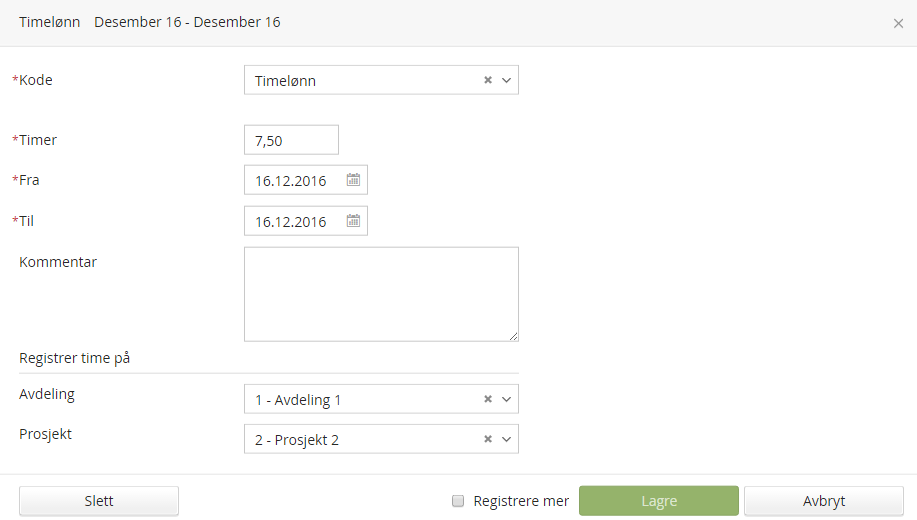 Timelønn Desember 16 - Desember 16
*Kode Timelønn
*Timer 7,50
*Fra 16.12.2016
*Til 16.12.2016
Kommentar
Registrer time på
Avdeling 1 - Avdeling 1
Prosjekt 2 - Prosjekt 2
Slett Registrere mer Lagre Avbryt